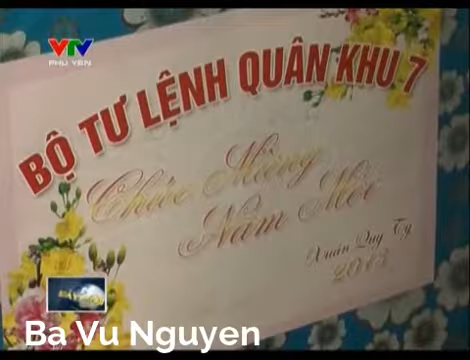 VTV
PHU YEN
BỘ TƯ LỆNH QUÂN KHU 7
Chúc Mừng
Năm Mới
Xuân Quý Tỵ
2013
Ba Vu Nguyen